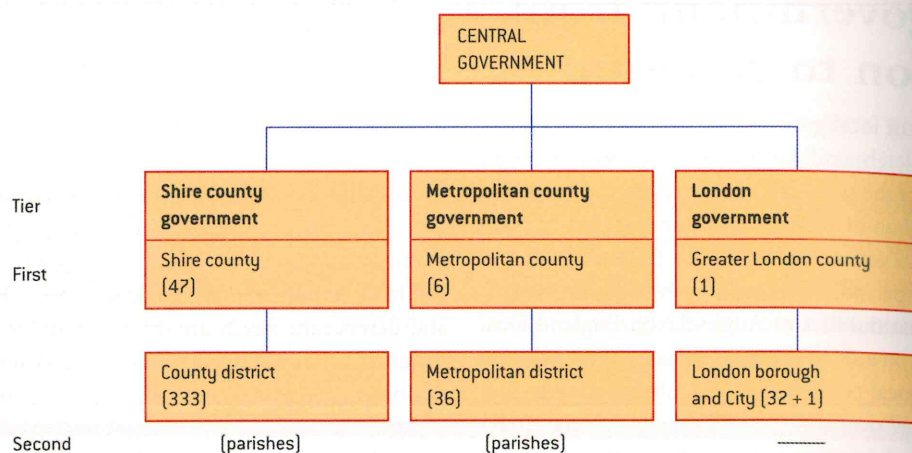 CENTRAL
GOVERNMENT
Tier
Shire county
government
Metropolitan county
government
London
government
First
Shire county
(47)
Metropolitan county
(6)
Greater London county
(1)
County district
(333)
Metropolitan district
(36)
London borough
and City (32 + 1)
Second
(parishes)
(parishes)